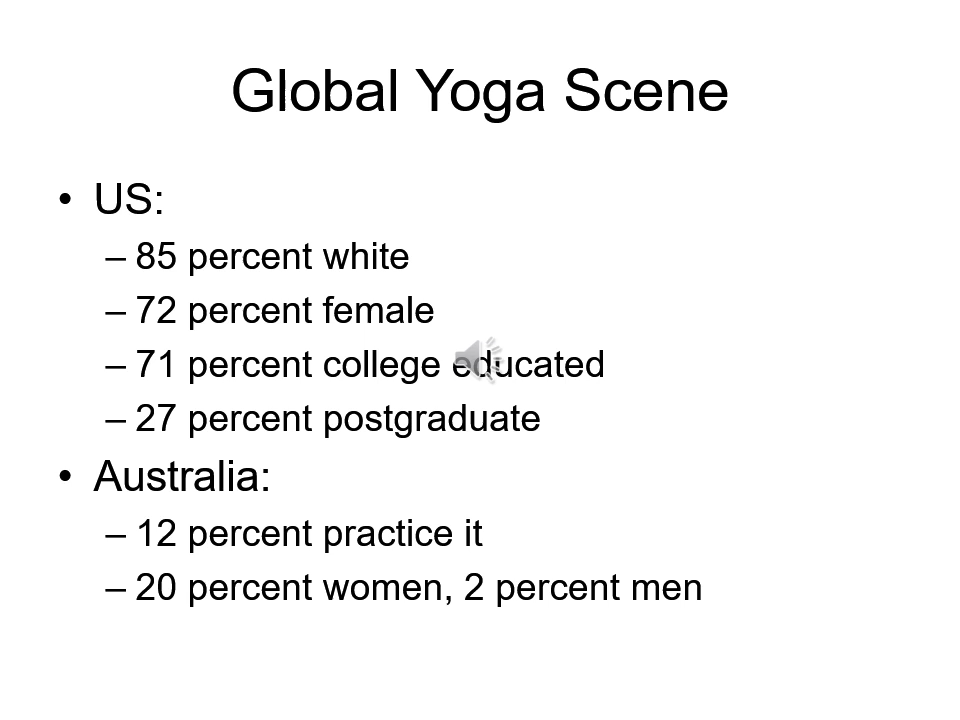 Global Yoga Scene
• US:
– 85 percent white
– 72 percent female
– 71 percent college educated
– 27 percent postgraduate
• Australia:
– 12 percent practice it
– 20 percent women, 2 percent men